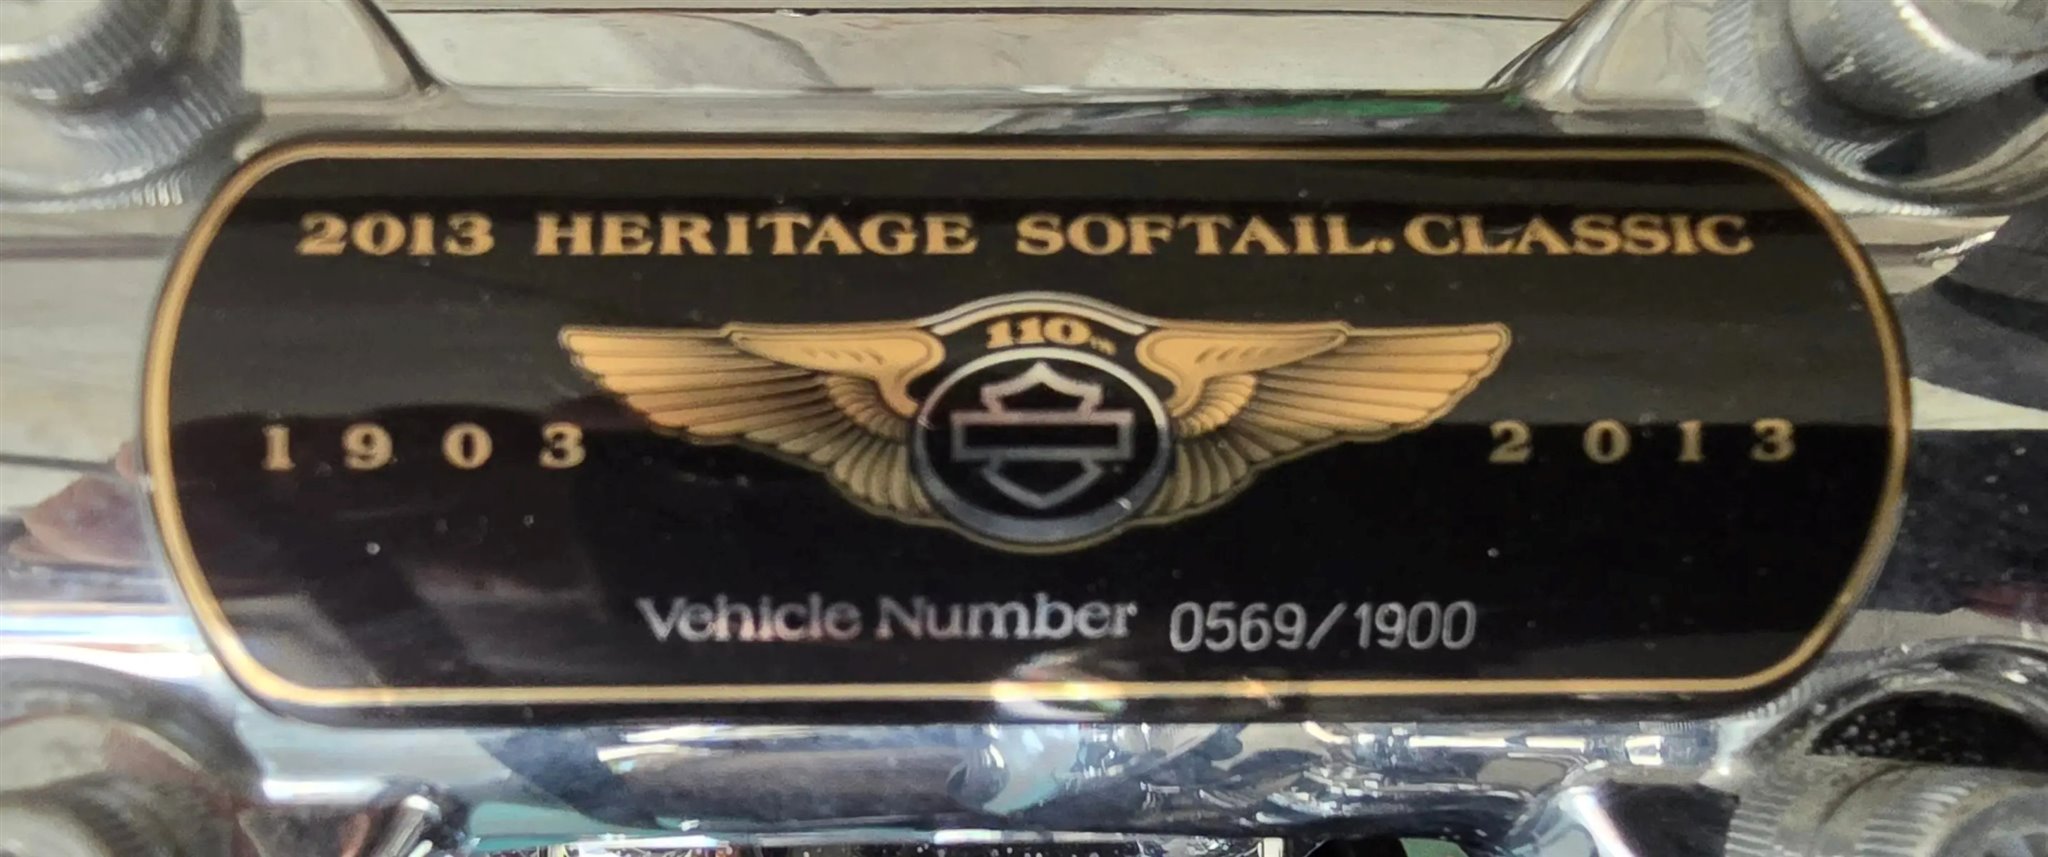 2013 HERITAGE SOFTAIL. CLASSIC
110TH
1903 2013
Vehicle Number 0569/1900